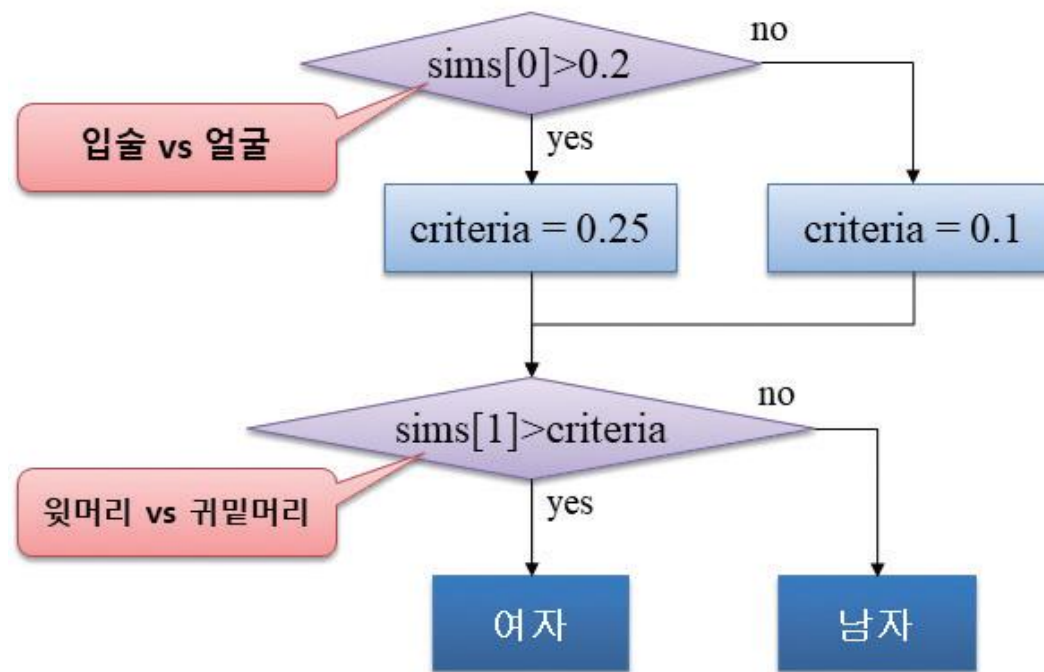 sims[0]>0.2
no
입술 vs 얼굴
yes
criteria = 0.25
criteria = 0.1
sims[1]>criteria
no
윗머리 vs 귀밑머리
yes
여자
남자